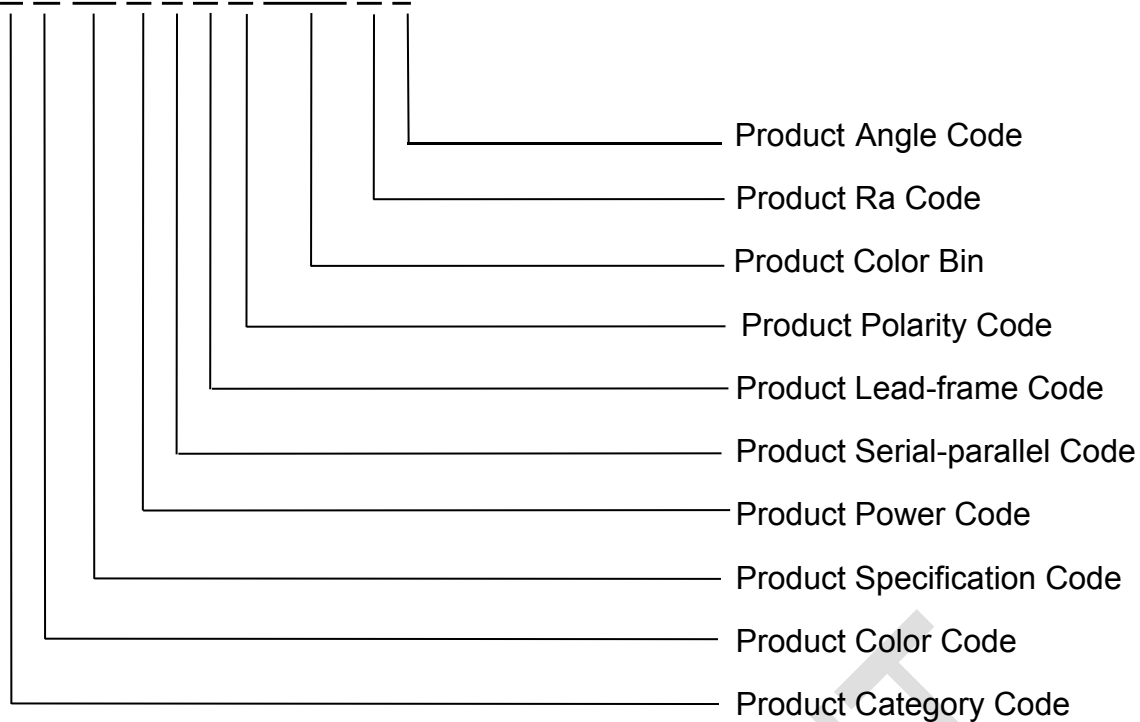 Product Angle Code
Product Ra Code
Product Color Bin
Product Polarity Code
Product Lead-frame Code
Product Serial-parallel Code
Product Power Code
Product Specification Code
Product Color Code
Product Category Code